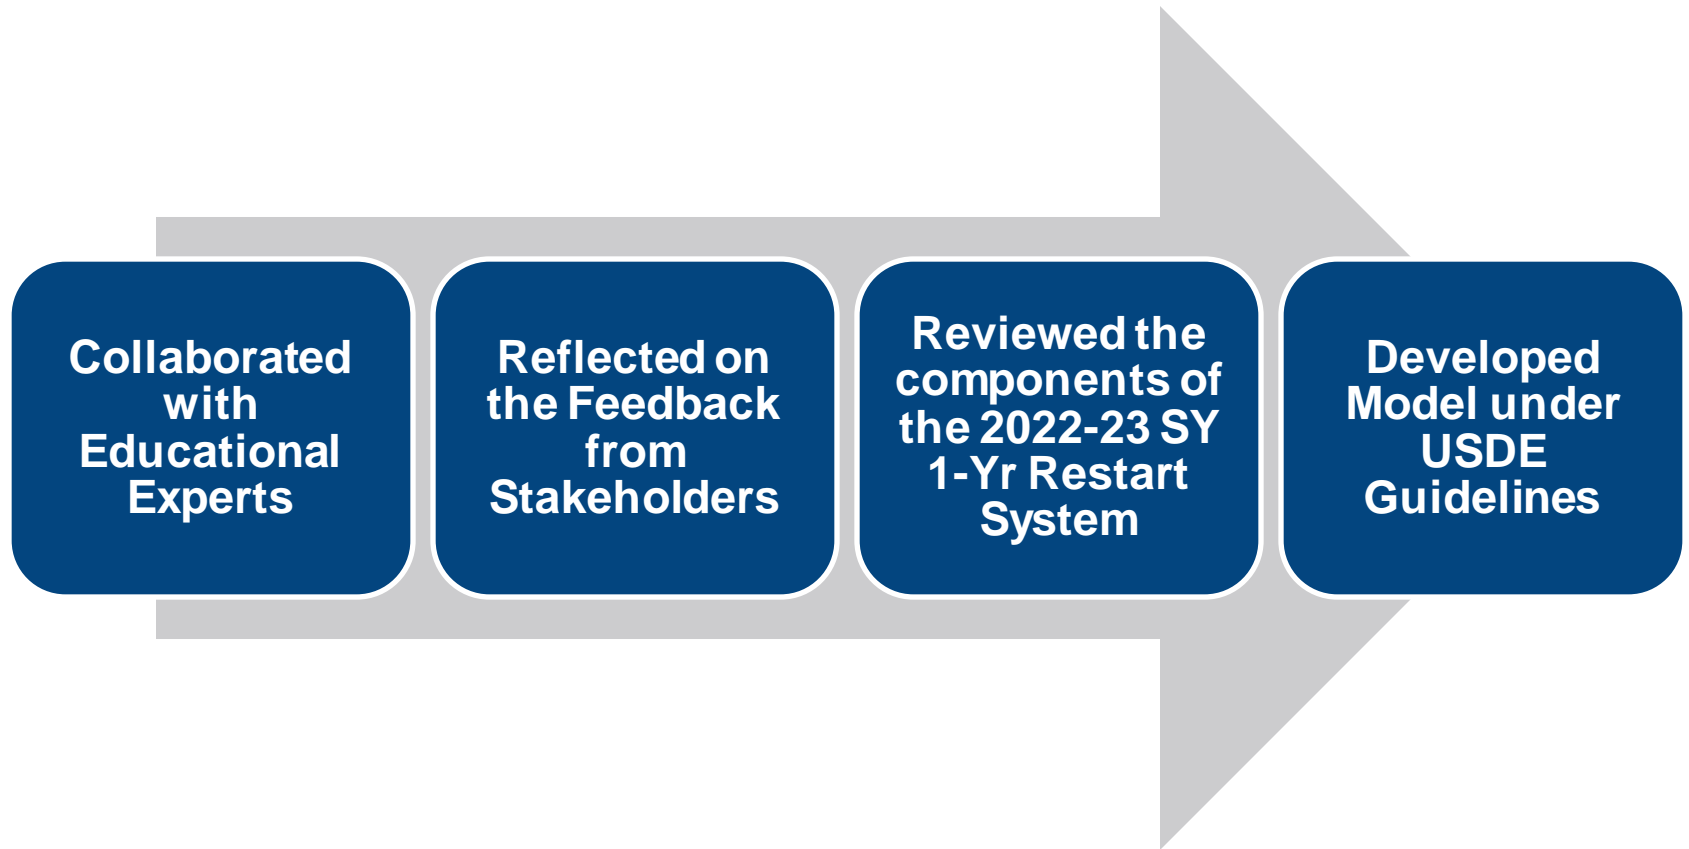 Collaborated
with
Educational
Experts
Reflected on
the Feedback
from
Stakeholders
Reviewed the
components of
the 2022-23 SY
1-Yr Restart
System
Developed
Model under
USDE
Guidelines